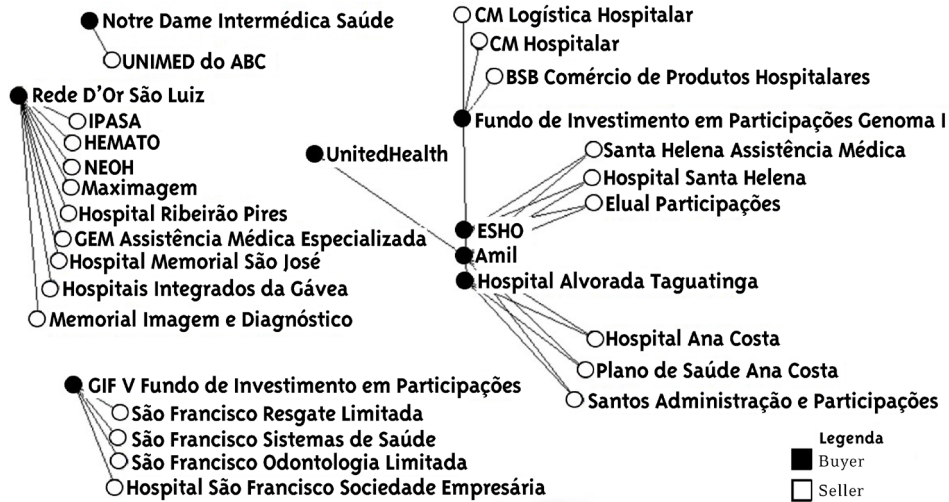 Notre Dame Intermédica Saúde
UNIMED do ABC
Rede D'Or São Luiz
IPASA
HEMATO
NEOH
Maximagem
Hospital Ribeirão Pires
GEM Assistência Médica Especializada
Hospital Memorial São José
Hospitais Integrados da Gávea
Memorial Imagem e Diagnóstico
CM Logística Hospitalar
CM Hospitalar
BSB Comércio de Produtos Hospitalares
Fundo de Investimento em Participações Genoma I
UnitedHealth
Santa Helena Assistência Médica
Hospital Santa Helena
Elual Participações
ESHO
Amil
Hospital Alvorada Taguatinga
Hospital Ana Costa
Plano de Saúde Ana Costa
Santos Administração e Participações
GIF V Fundo de Investimento em Participações
São Francisco Resgate Limitada
São Francisco Sistemas de Saúde
São Francisco Odontologia Limitada
Hospital São Francisco Sociedade Empresária
Legenda
Buyer
Seller